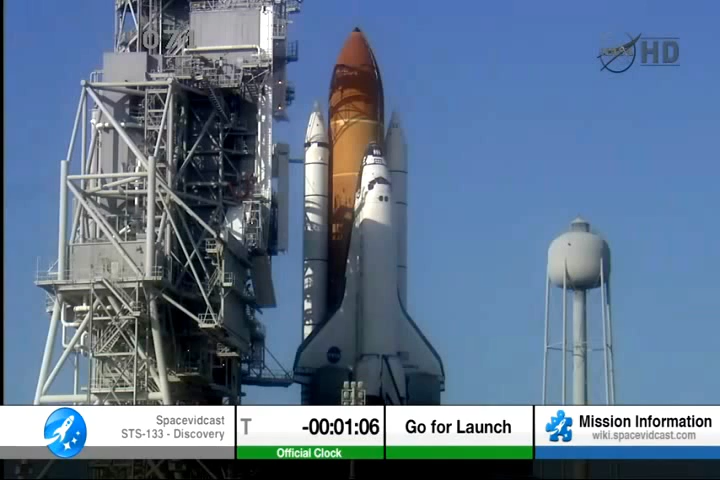 HD
Spacevidcast
STS-133 - Discovery
T -00:01:06
Official Clock
Go for Launch
Mission Information
wiki.spacevidcast.com